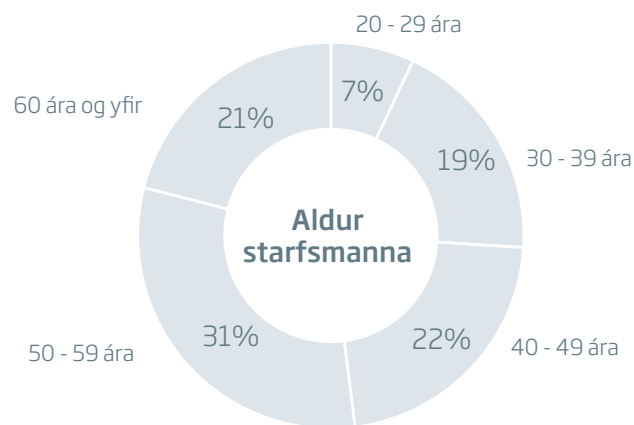 20 - 29 ára
7%
60 ára og yfir
21%
19%
30 - 39 ára
Aldur
starfsmanna
31%
22%
40 - 49 ára
50 - 59 ára